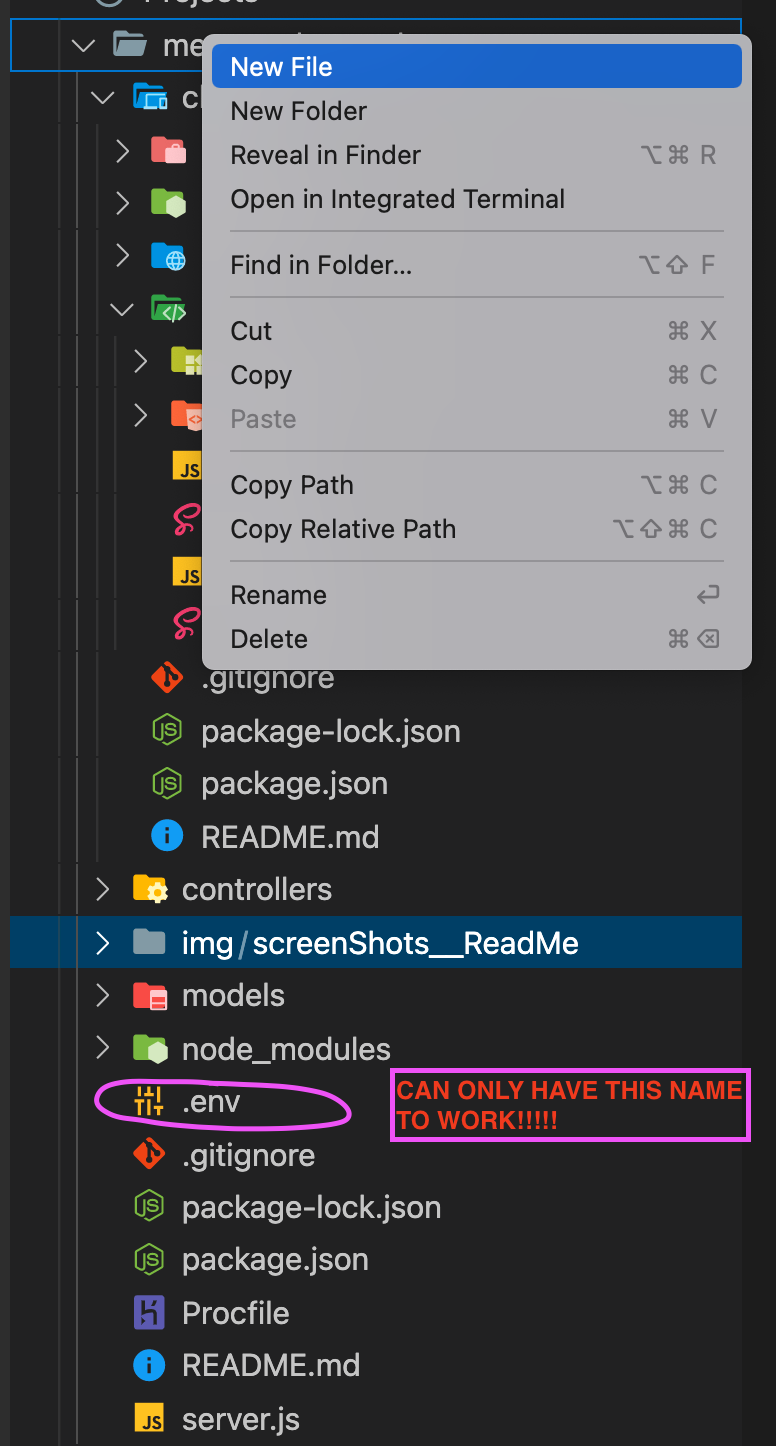 Projects
me
New File
cl
New Folder
Reveal in Finder ⌥⌘ R
Open in Integrated Terminal
Find in Folder... ⌥⇧ F
Cut ⌘ X
Copy ⌘ C
Paste ⌘ V
JS
Copy Path ⌥⌘ C
Copy Relative Path ⌥⇧⌘ C
JS
Rename ↩
Delete ⌘⌫
.gitignore
package-lock.json
package.json
README.md
controllers
img/screenShots__ReadMe
models
node_modules
.env
CAN ONLY HAVE THIS NAME
TO WORK!!!!!
.gitignore
package-lock.json
package.json
Procfile
README.md
JS server.js